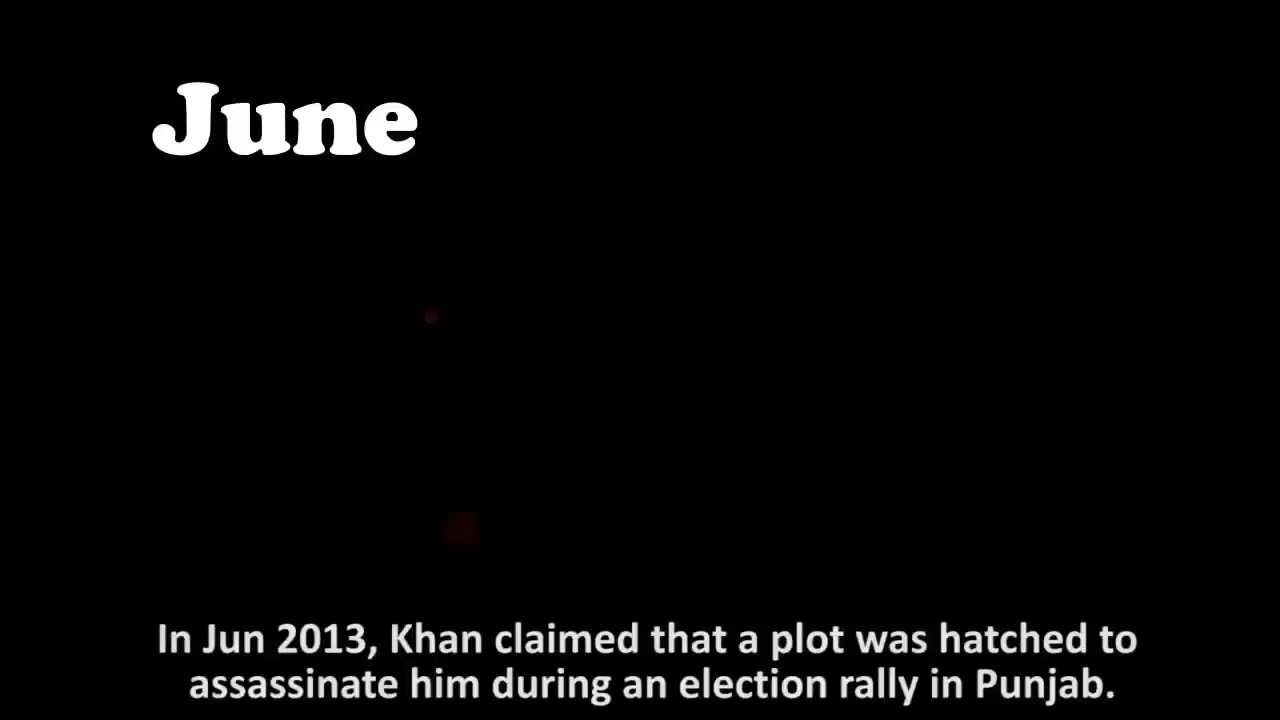 June
In Jun 2013, Khan claimed that a plot was hatched to
assassinate him during an election rally in Punjab.